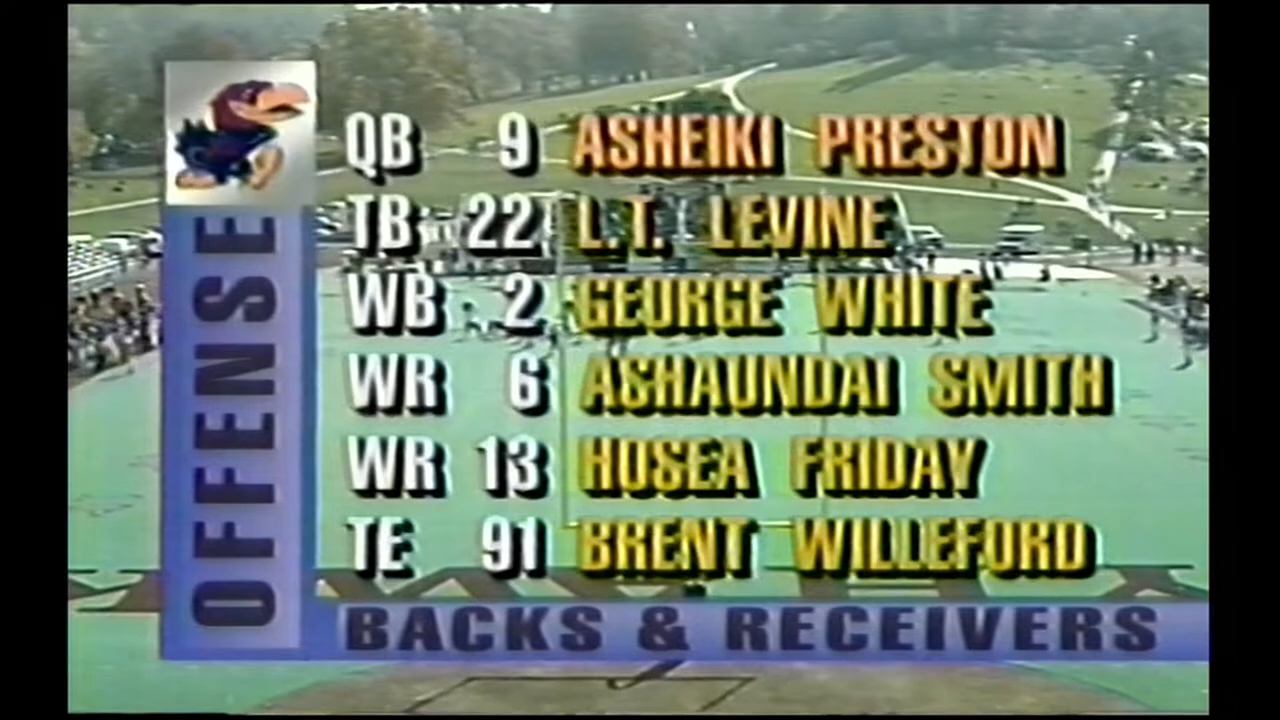 QB 9 ASHEIKI PRESTON
TB 22 L.T. LEVINE
WB 2 GEORGE WHITE
WR 6 ASHAUNDAI SMITH
WR 13 HOSEA FRIDAY
TE 91 BRENT WILLEFORD
OFFENSE
BACKS & RECEIVERS